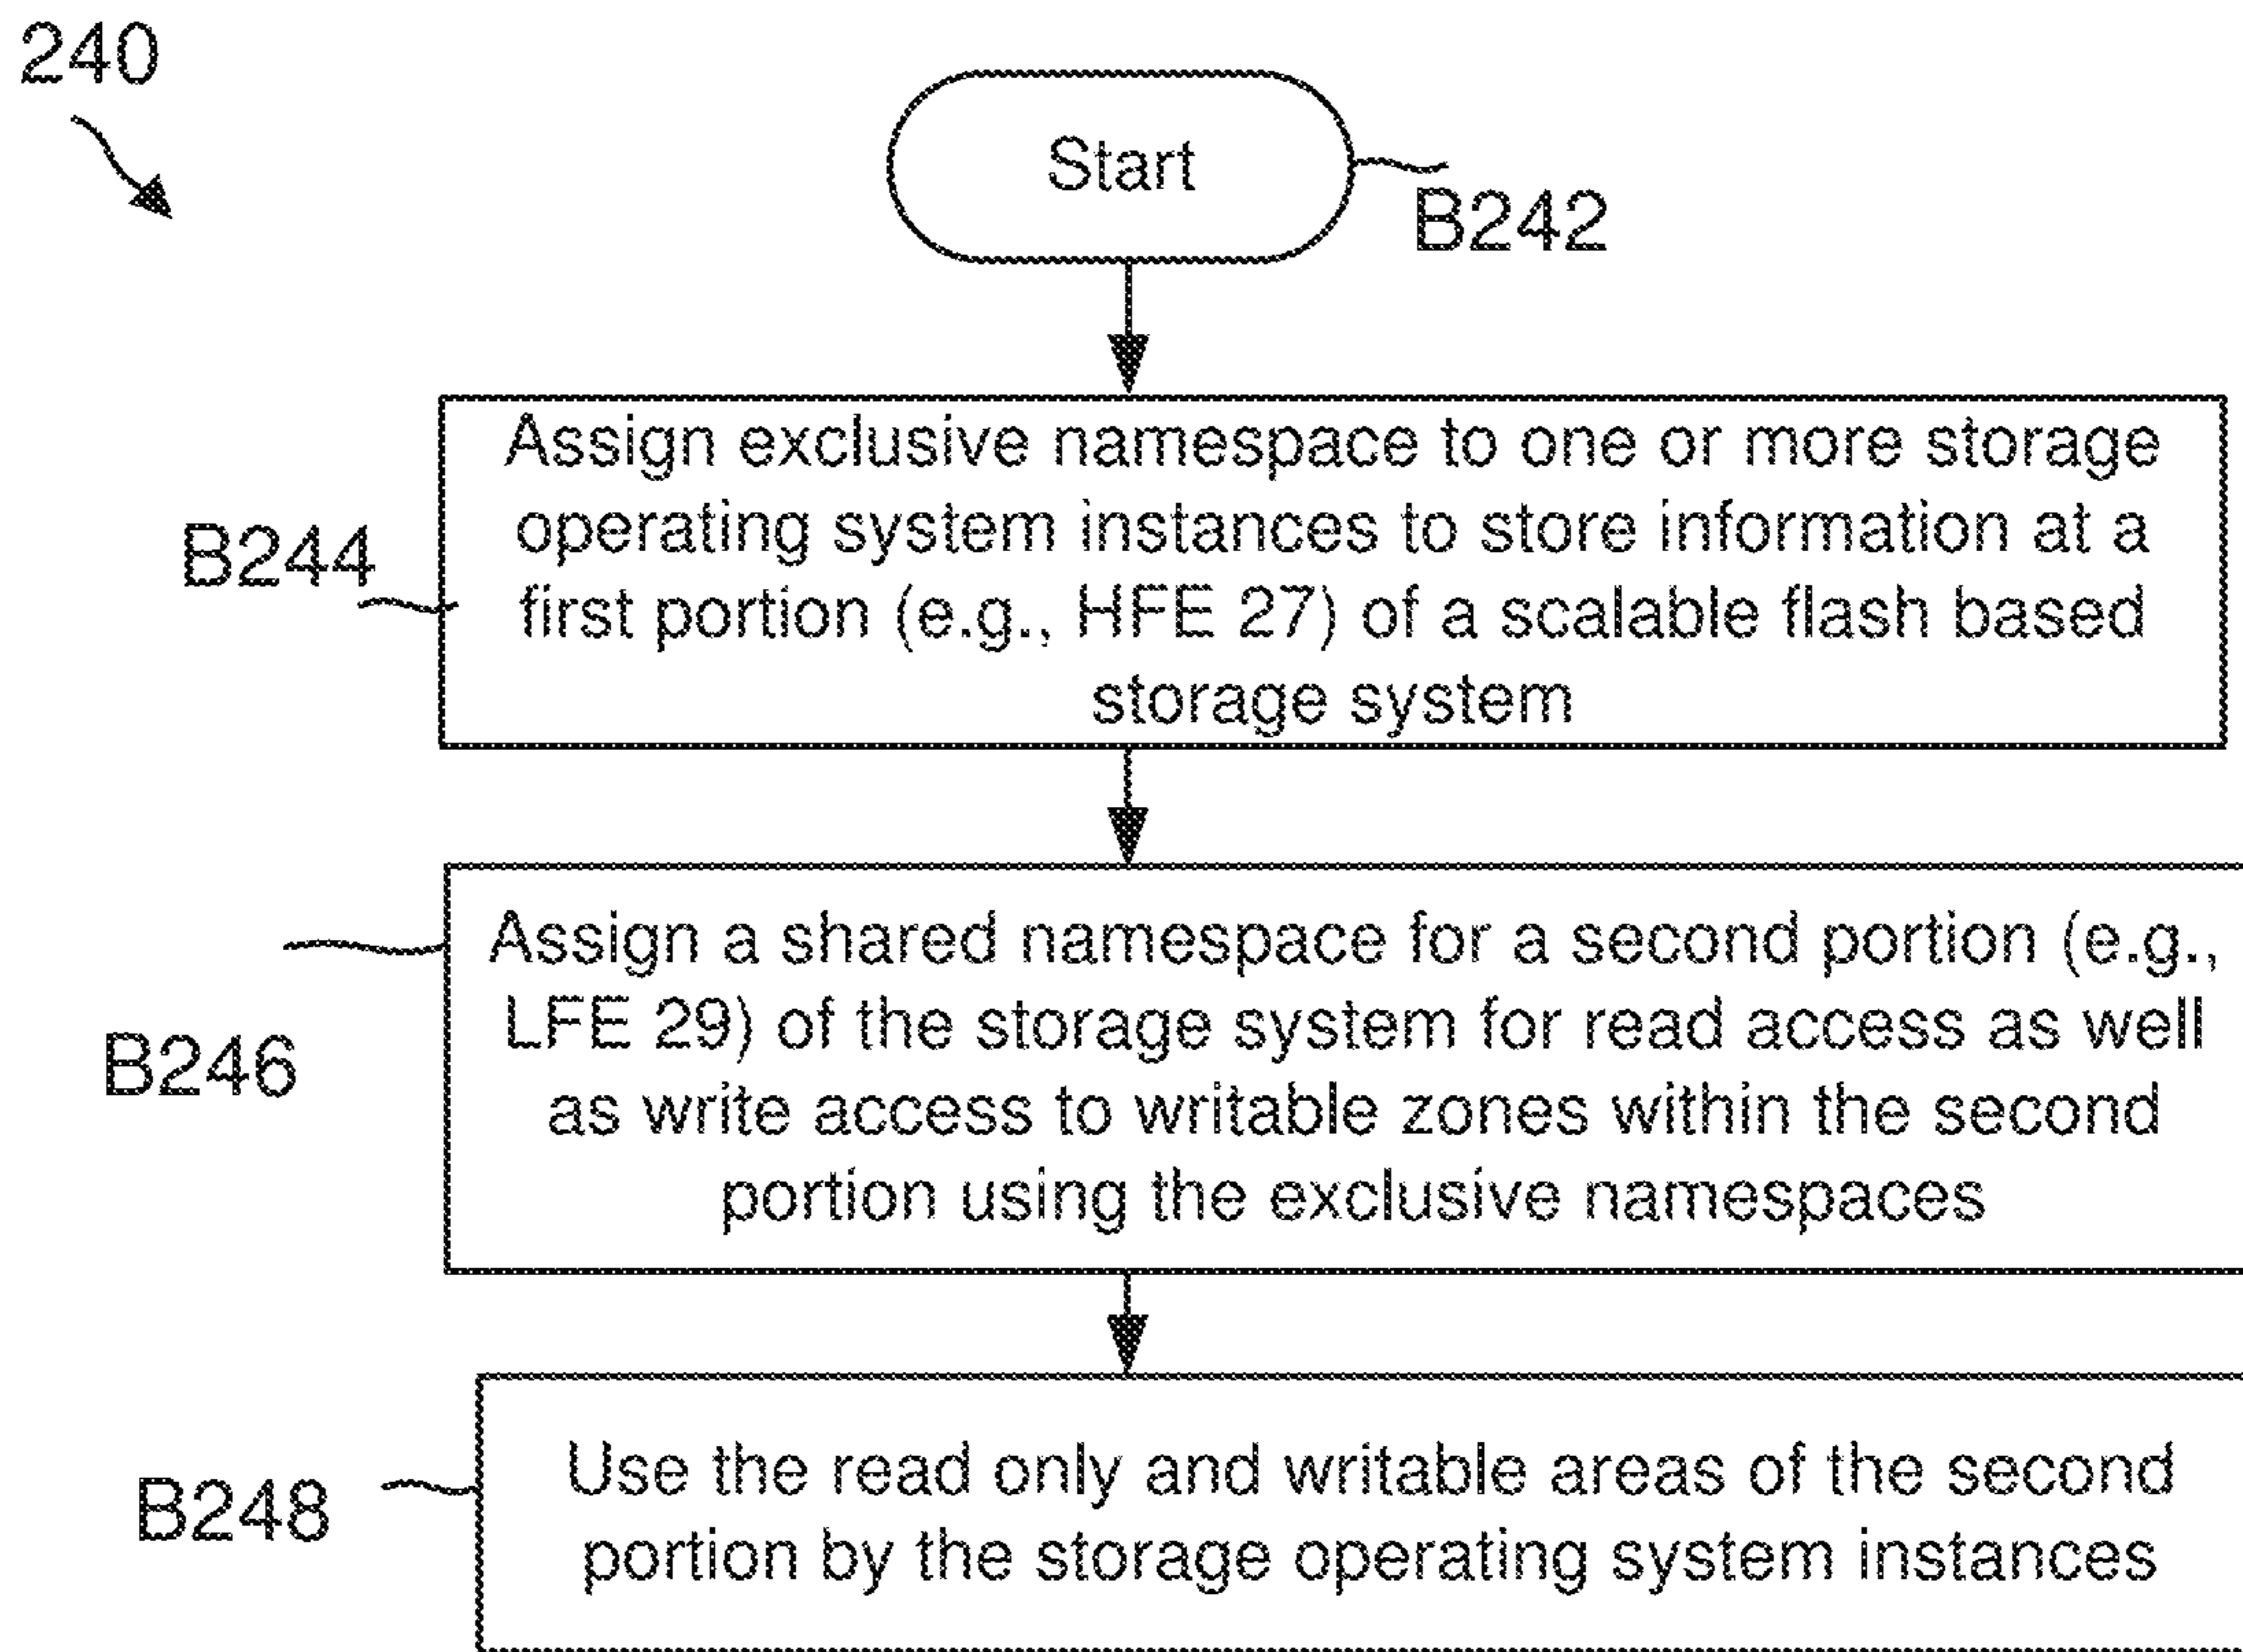 240
Start
B242
Assign exclusive namespace to one or more storage
operating system instances to store information at a
first portion (e.g., HFE 27) of a scalable flash based
storage system
B244
Assign a shared namespace for a second portion (e.g.,
LFE 29) of the storage system for read access as well
as write access to writable zones within the second
portion using the exclusive namespaces
B246
Use the read only and writable areas of the second
portion by the storage operating system instances
B248